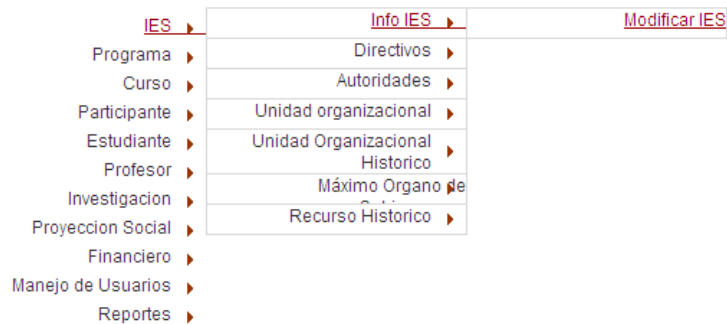 IES
Programa
Curso
Participante
Estudiante
Profesor
Investigacion
Proyeccion Social
Financiero
Manejo de Usuarios
Reportes
Info IES
Directivos
Autoridades
Unidad organizacional
Unidad Organizacional
Historico
Máximo Organo de
Recurso Historico
Modificar IES